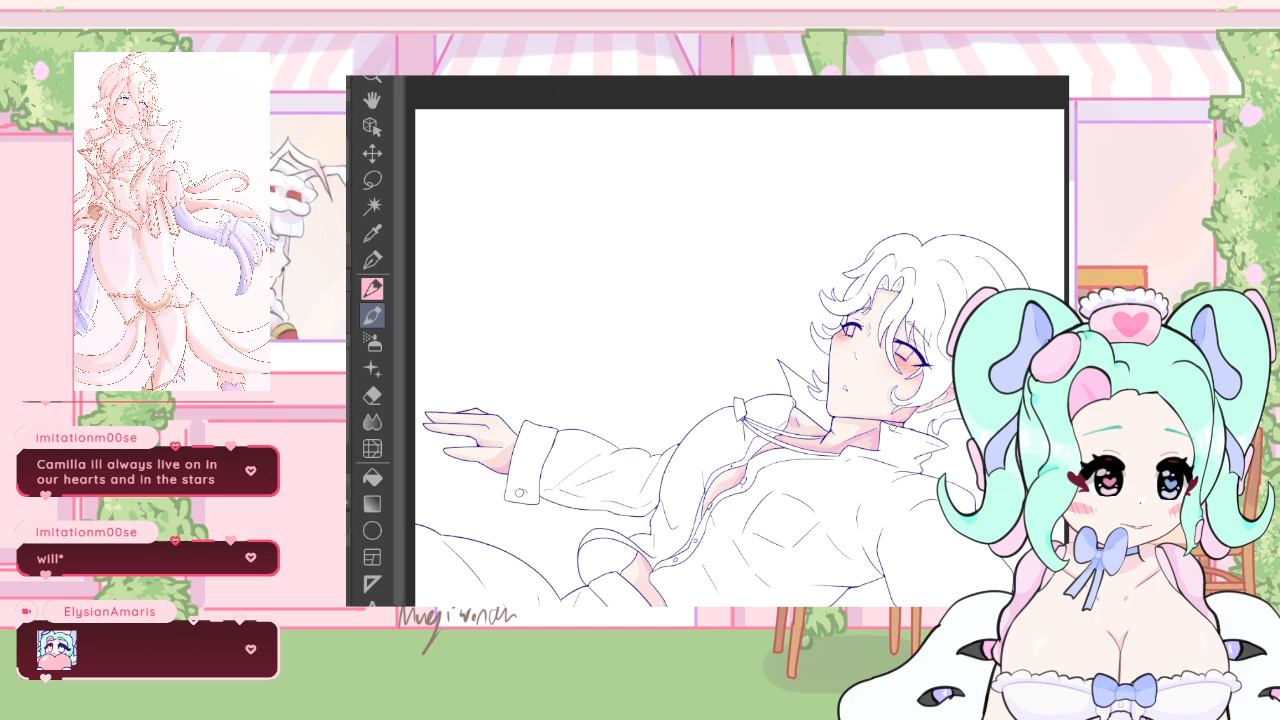 imitationm00se
Camilla ill always live on in
our hearts and in the stars
imitationm00se
will*
ElysianAmaris